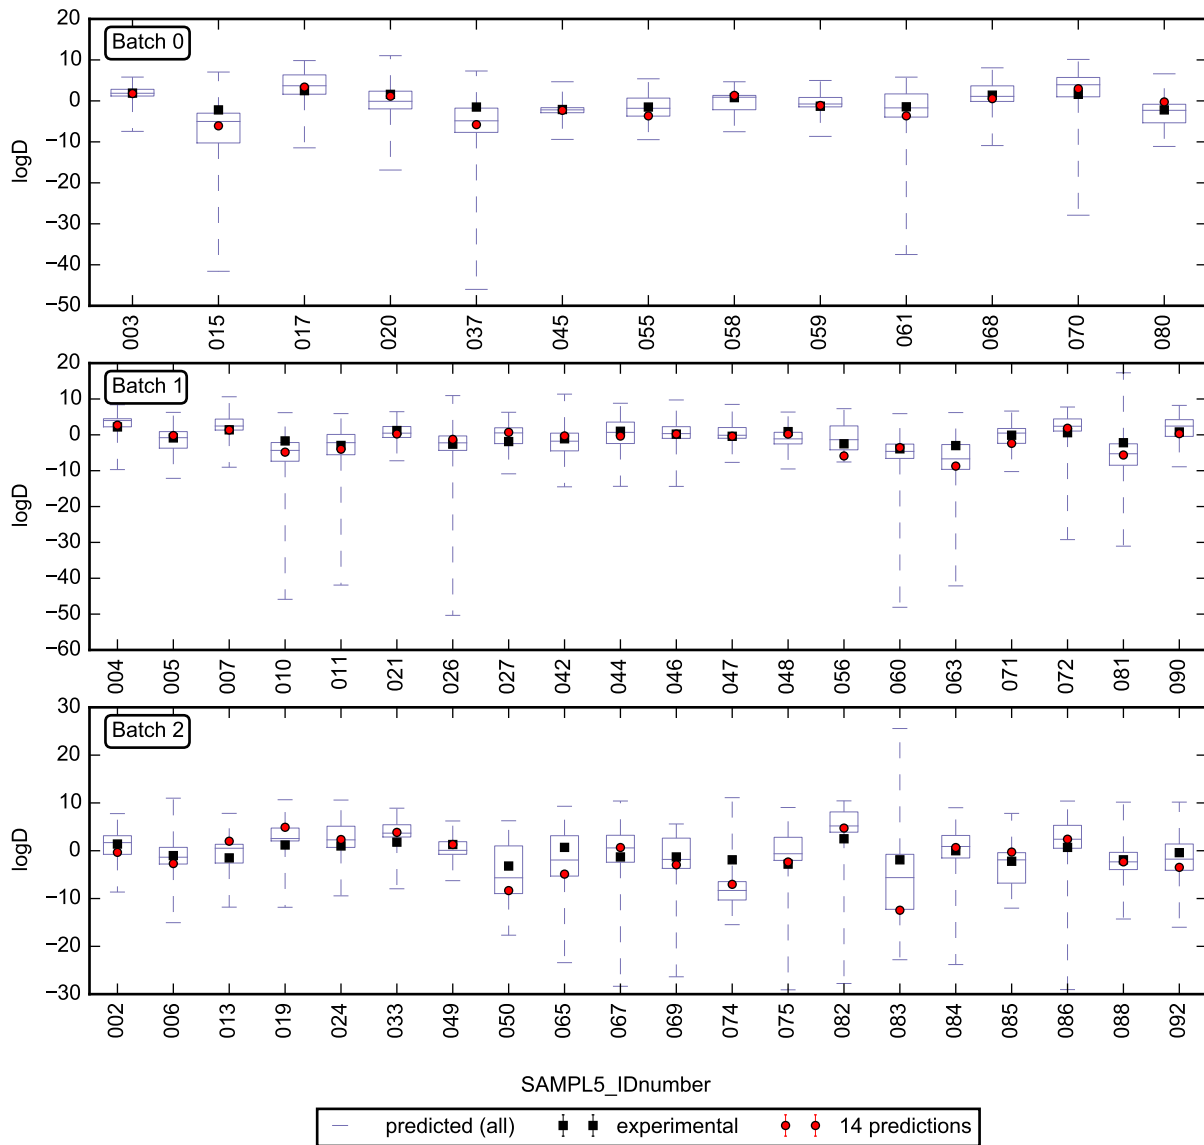 20
Batch 0
10
0
−10
−20
−30
−40
−50
logD
003 015 017 020 037 045 055 058 059 061 068 070 080
20
Batch 1
10
0
−10
−20
−30
−40
−50
−60
logD
004 005 007 010 011 021 026 027 042 044 046 047 048 056 060 063 071 072 081 090
30
Batch 2
20
10
0
−10
−20
−30
logD
002 006 013 019 024 033 049 050 065 067 069 074 075 082 083 084 085 086 088 092
SAMPL5_IDnumber
predicted (all) experimental 14 predictions